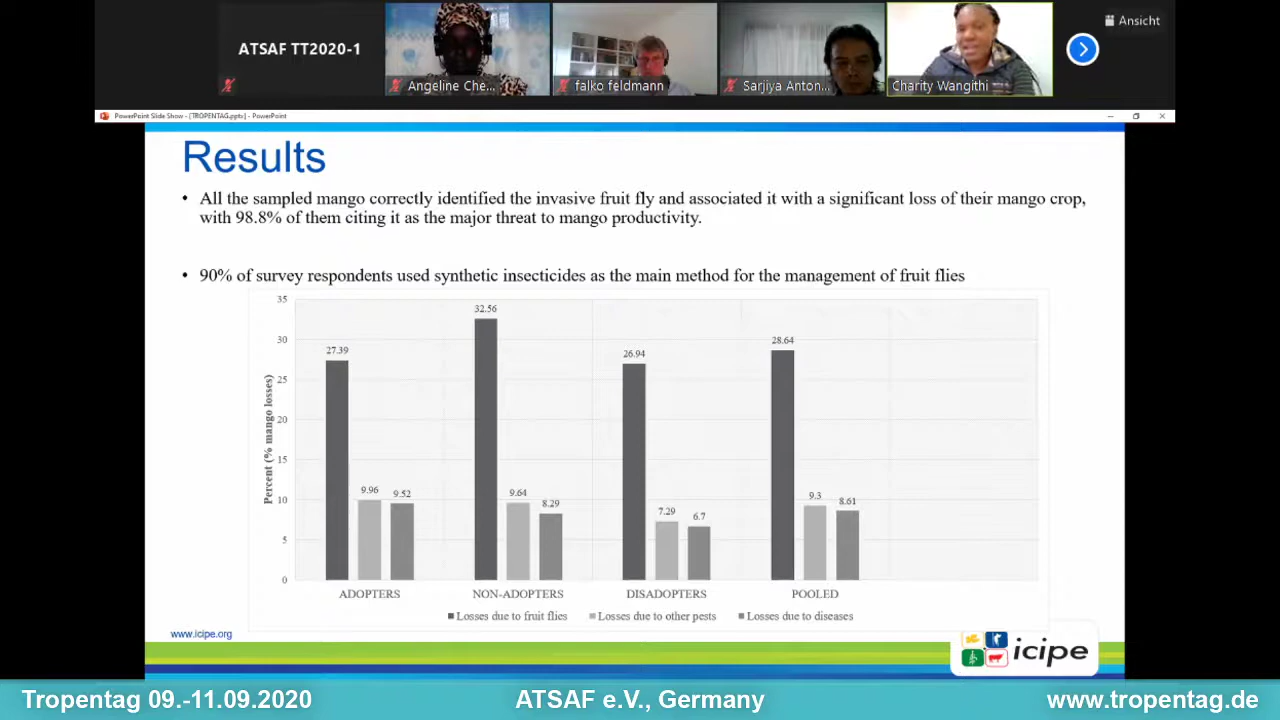 ATSAF TT2020-1
Angeline Che...
falko feldmann
Sarjiya Anton...
Charity Wangithi
Ansicht
PowerPoint Slide Show - [TROPENTAG.pptx] - PowerPoint
Results
• All the sampled mango correctly identified the invasive fruit fly and associated it with a significant loss of their mango crop,
with 98.8% of them citing it as the major threat to mango productivity.
• 90% of survey respondents used synthetic insecticides as the main method for the management of fruit flies
Percent (% mango losses)
35
30
25
20
15
10
5
0
27.39
9.96
9.52
32.56
9.64
8.29
26.94
7.29
6.7
28.64
9.3
8.61
ADOPTERS
NON-ADOPTERS
DISADOPTERS
POOLED
Losses due to fruit flies
Losses due to other pests
Losses due to diseases
www.icipe.org
icipe
Tropentag 09.-11.09.2020
ATSAF e.V., Germany
www.tropentag.de